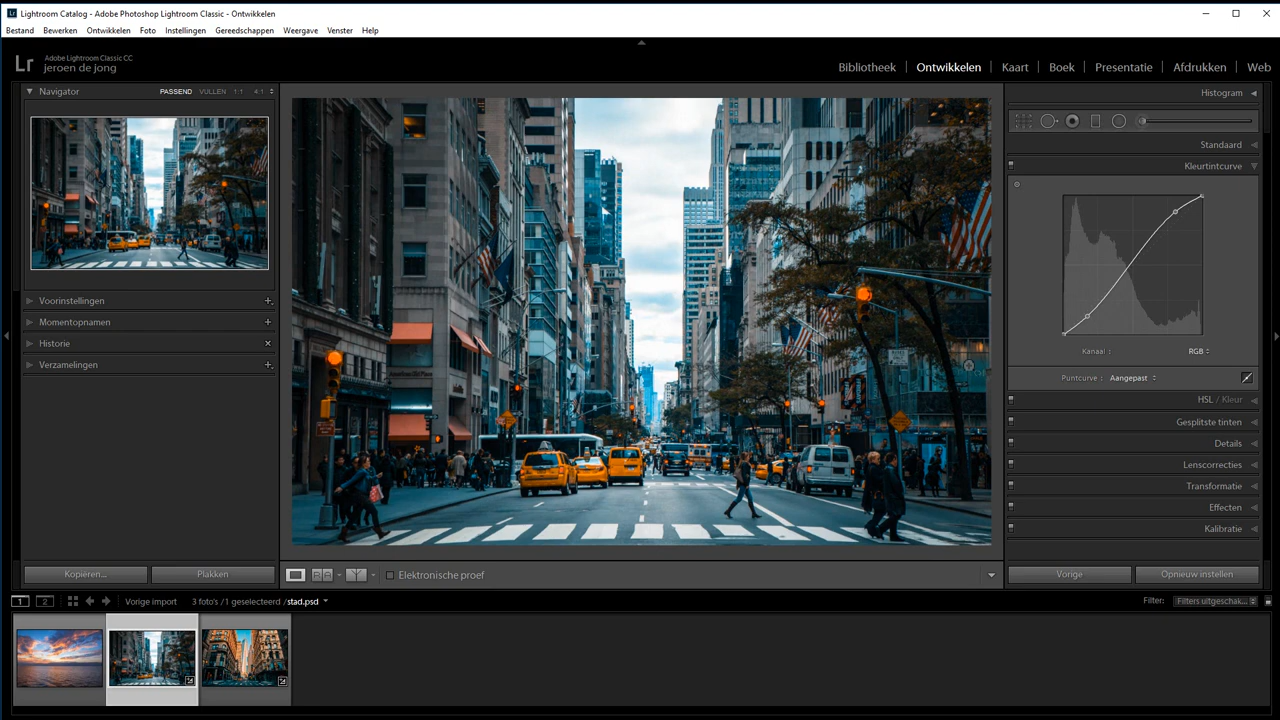 Lightroom Catalog - Adobe Photoshop Lightroom Classic - Ontwikkelen
Bestand Bewerken Ontwikkelen Foto Instellingen Gereedschappen Weergave Venster Help
Lr
Adobe Lightroom Classic CC
jeroen de jong
Bibliotheek | Ontwikkelen | Kaart | Boek | Presentatie | Afdrukken | Web
Navigator PASSEND VULLEN 1:1 4:1
Voorinstellingen
Momentopnamen
Historie
Verzamelingen
Kopiëren... Plakken
Elektronische proef
Histogram
Standaard
Kleurtintcurve
Kanaal : RGB
Puntcurve : Aangepast
HSL / Kleur
Gesplitste tinten
Details
Lenscorrecties
Transformatie
Effecten
Kalibratie
Vorige Opnieuw instellen
1 2 Vorige import 3 foto's /1 geselecteerd /stad.psd
Filter: Filters uitgeschak...